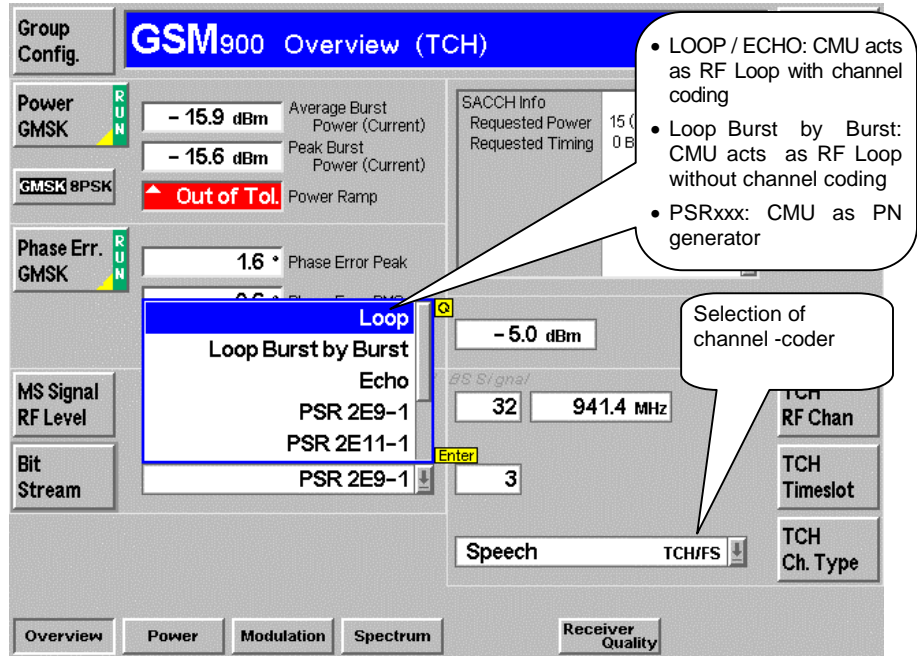 Group
Config.
GSM900 Overview (TCH)
• LOOP / ECHO: CMU acts
as RF Loop with channel
coding
• Loop Burst by Burst:
CMU acts as RF Loop
without channel coding
• PSRxxx: CMU as PN
generator
Power
GMSK
RUN
– 15.9 dBm
Average Burst
Power (Current)
– 15.6 dBm
Peak Burst
Power (Current)
GMSK 8PSK
Out of Tol.
Power Ramp
SACCH Info
Requested Power 15 (
Requested Timing 0 B
Phase Err.
GMSK
RUN
1.6 °
Phase Error Peak
Loop
Loop Burst by Burst
Echo
PSR 2E9–1
PSR 2E11–1
Enter
PSR 2E9–1
– 5.0 dBm
Selection of
channel -coder
MS Signal
RF Level
BS Signal
32
941.4 MHz
TCH
RF Chan
Bit
Stream
3
TCH
Timeslot
Speech TCH/FS
TCH
Ch. Type
Overview
Power
Modulation
Spectrum
Receiver
Quality